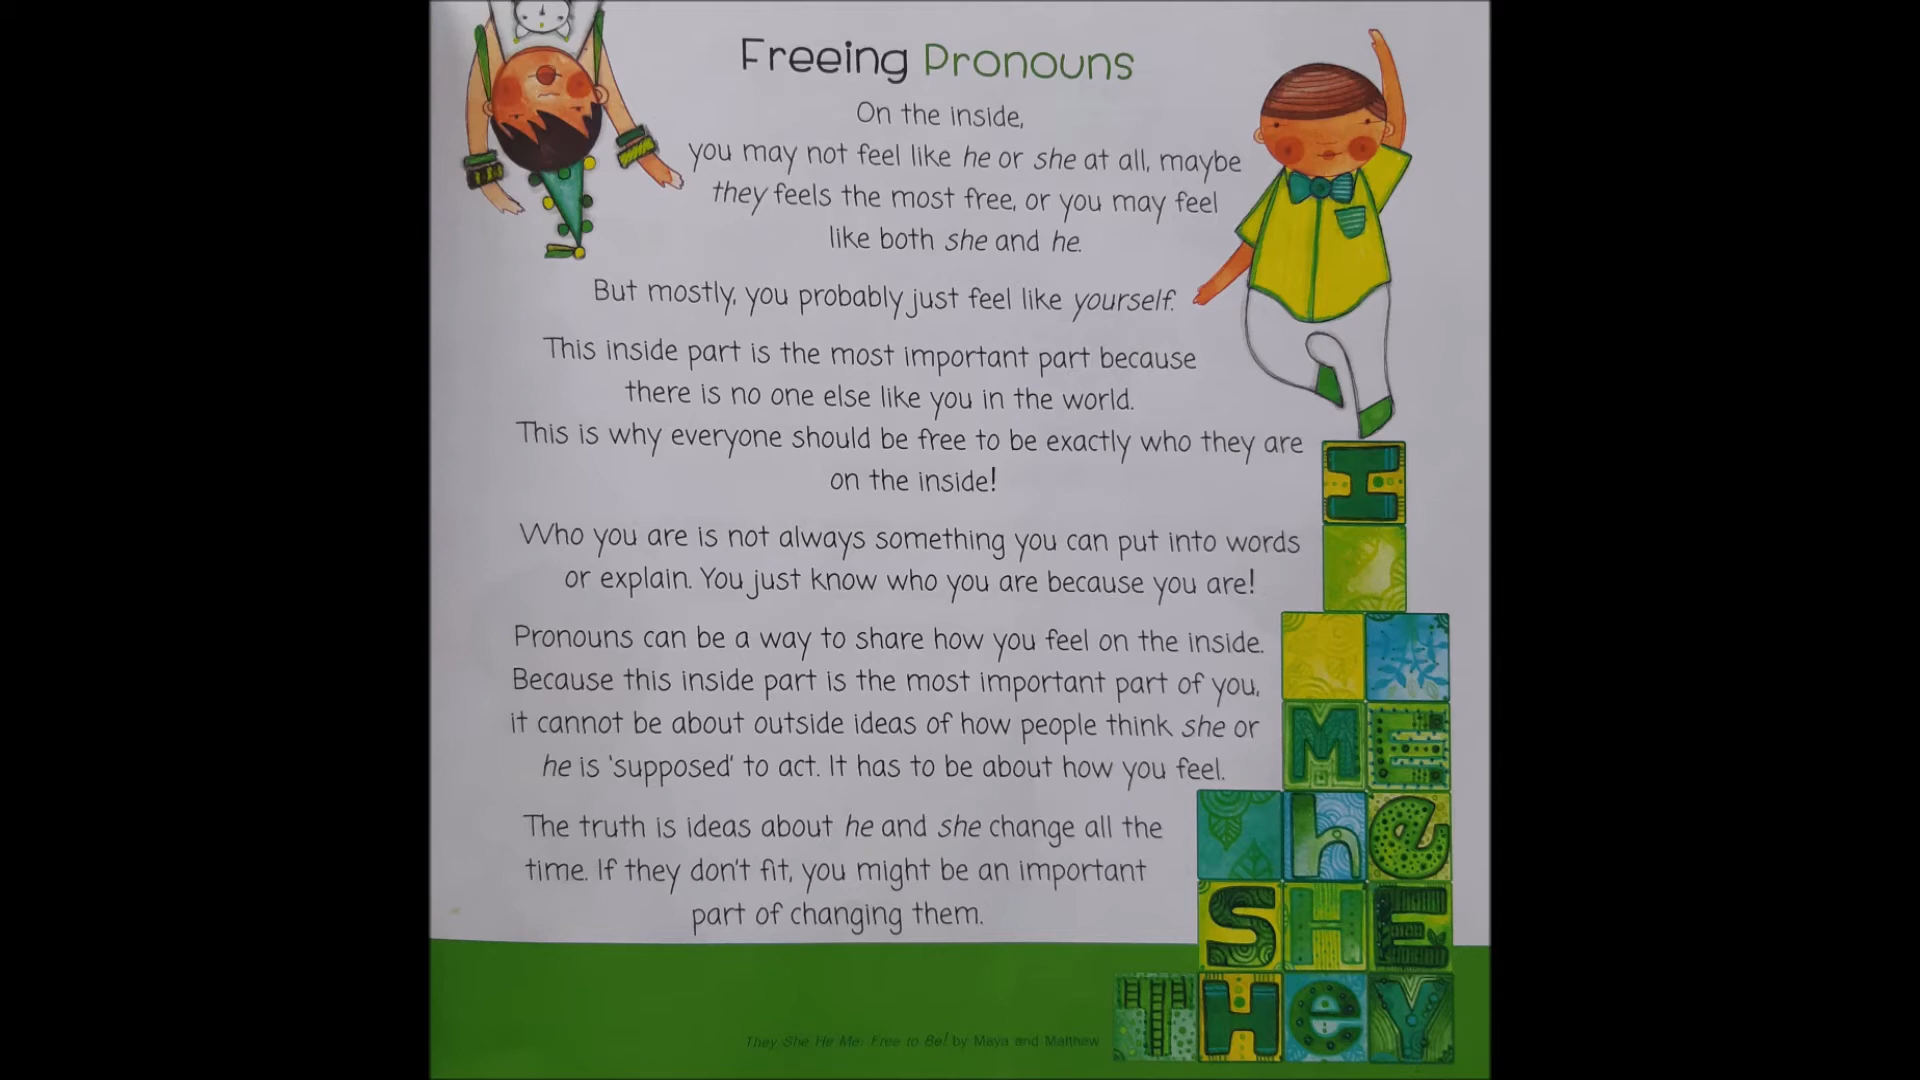 Freeing Pronouns
On the inside,
you may not feel like he or she at all, maybe
they feels the most free, or you may feel
like both she and he.
But mostly, you probably just feel like yourself.
This inside part is the most important part because
there is no one else like you in the world.
This is why everyone should be free to be exactly who they are
on the inside!
Who you are is not always something you can put into words
or explain. You just know who you are because you are!
Pronouns can be a way to share how you feel on the inside.
Because this inside part is the most important part of you,
it cannot be about outside ideas of how people think she or
he is 'supposed' to act. It has to be about how you feel.
The truth is ideas about he and she change all the
time. If they don't fit, you might be an important
part of changing them.
I
ME
he
SHE
THeY
They She He Me: Free to Be! by Maya and Matthew